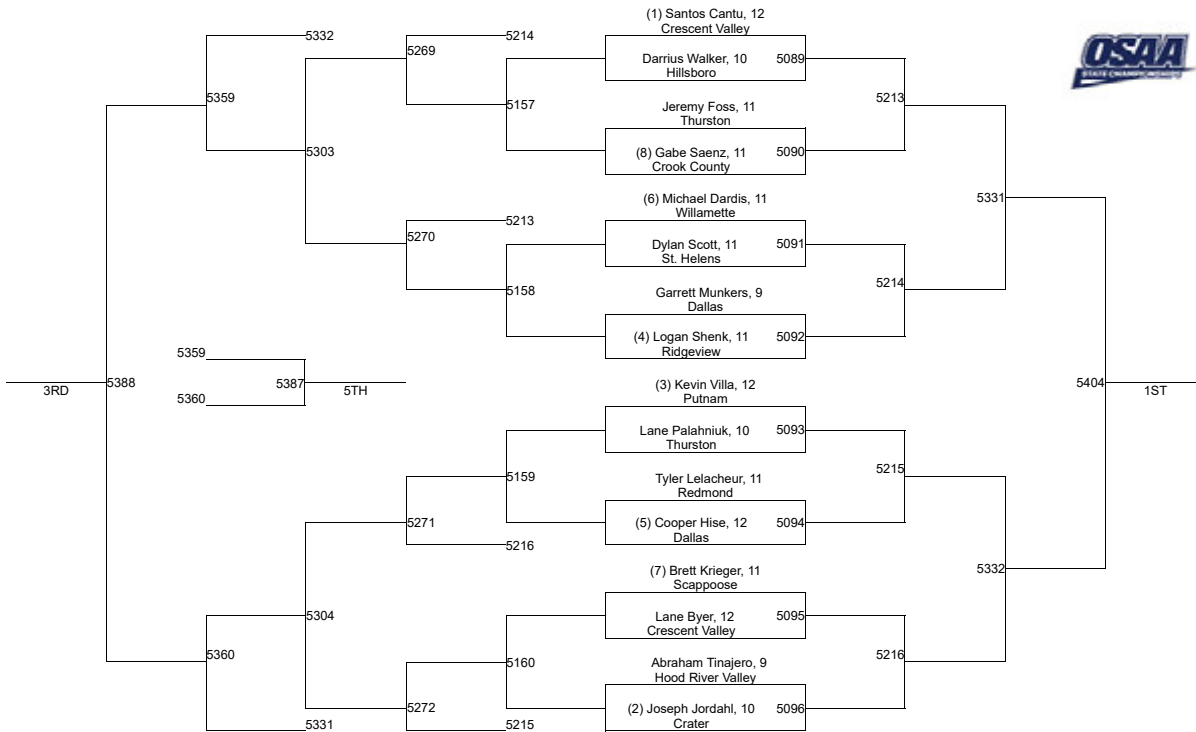 (1) Santos Cantu, 12
Crescent Valley
5332
5214
5269
OSAA
STATE CHAMPIONSHIPS
Darrius Walker, 10
Hillsboro
5089
5359
5157
5213
Jeremy Foss, 11
Thurston
5303
(8) Gabe Saenz, 11
Crook County
5090
(6) Michael Dardis, 11
Willamette
5331
5213
5270
Dylan Scott, 11
St. Helens
5091
5158
5214
Garrett Munkers, 9
Dallas
(4) Logan Shenk, 11
Ridgeview
5092
5359
5388
5387
3RD
5TH
5360
(3) Kevin Villa, 12
Putnam
5404
1ST
Lane Palahniuk, 10
Thurston
5093
5159
5215
Tyler Lelacheur, 11
Redmond
5271
(5) Cooper Hise, 12
Dallas
5094
5216
(7) Brett Krieger, 11
Scappoose
5332
5304
Lane Byer, 12
Crescent Valley
5095
5360
5160
5216
Abraham Tinajero, 9
Hood River Valley
5272
(2) Joseph Jordahl, 10
Crater
5096
5331
5215